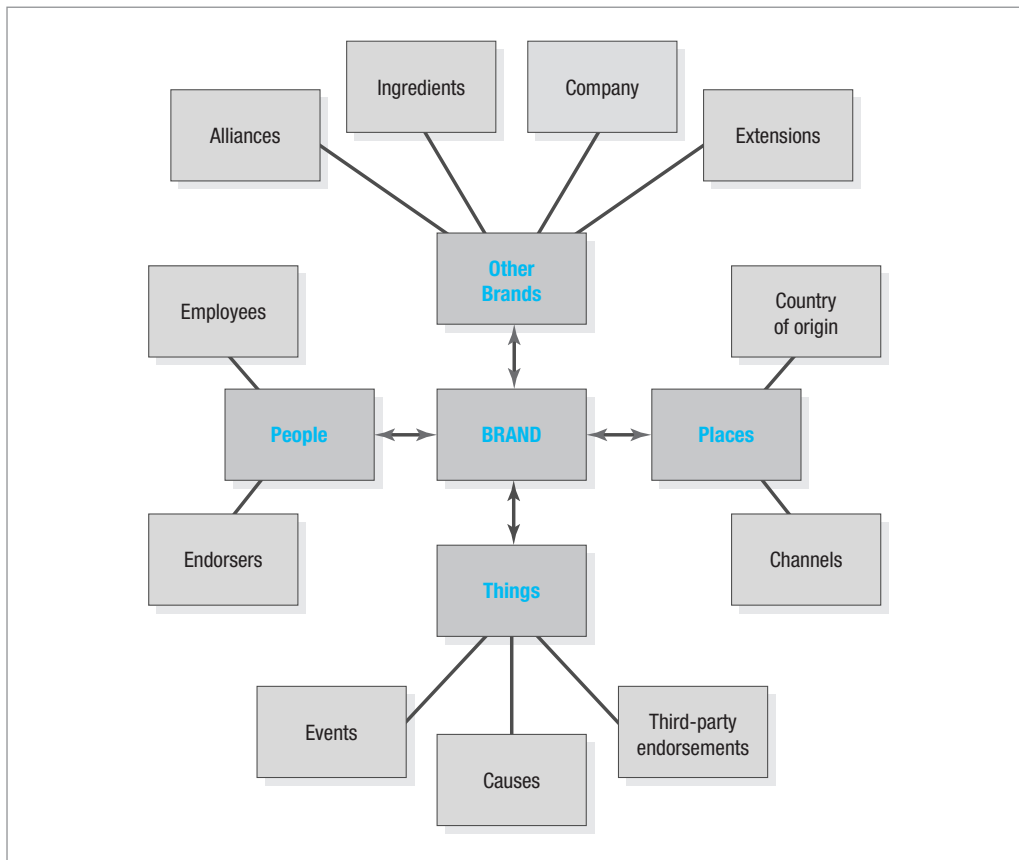 Ingredients
Company
Alliances
Extensions
Other
Brands
Employees
Country
of origin
People
BRAND
Places
Endorsers
Channels
Things
Events
Causes
Third-party
endorsements